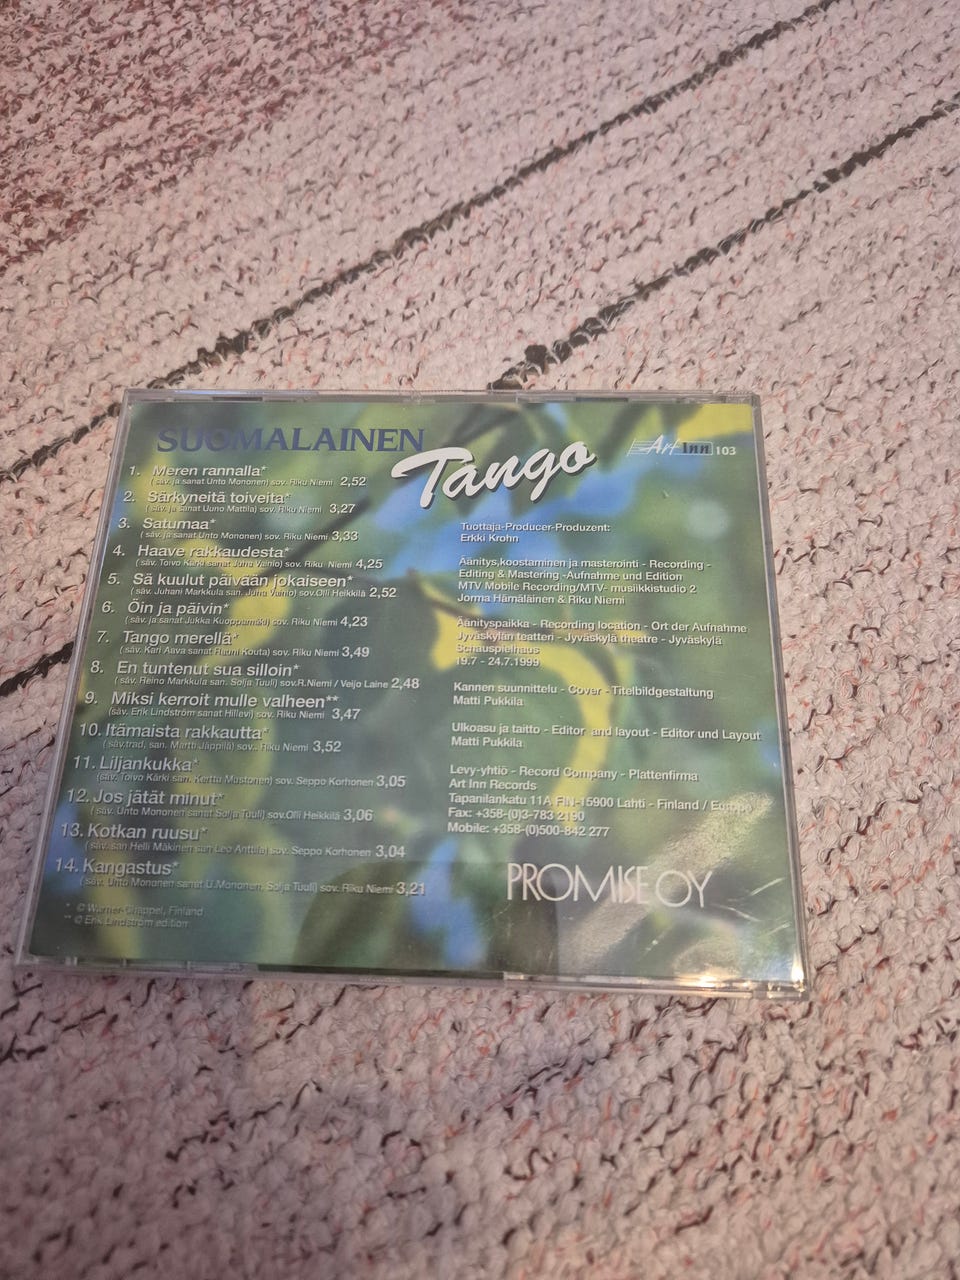 SUOMALAINEN
Tango
Art Inn 103
1. Meren rannalla*
( säv. ja sanat Unto Mononen) sov. Riku Niemi 2,52
2. Särkyneitä toiveita*
( säv. ja sanat Uuno Mattila) sov. Riku Niemi 3,27
3. Satumaa*
( säv. ja sanat Unto Mononen) sov. Riku Niemi 3,33
4. Haave rakkaudesta*
( säv. Toivo Kärki sanat Juha Vainio) sov. Riku Niemi 4,25
5. Sä kuulut päivään jokaiseen*
( säv. Juhani Markkula san. Juha Vainio) sov.Olli Heikkilä 2,52
6. Öin ja päivin*
( säv. ja sanat Jukka Kuoppamäki) sov. Riku Niemi 4,23
7. Tango merellä*
( säv. Kari Aava sanat Rauni Kouta) sov. Riku Niemi 3,49
8. En tuntenut sua silloin*
( säv. Reino Markkula san. Solja Tuuli) sov.R.Niemi / Veijo Laine 2,48
9. Miksi kerroit mulle valheen**
(säv. Erik Lindström sanat Hillevi) sov. Riku Niemi 3,47
10. Itämaista rakkautta*
(säv.trad, san. Martti Jäppilä) sov.. Riku Niemi 3,52
11. Liljankukka*
(säv. Toivo Kärki san. Kerttu Mustonen) sov. Seppo Korhonen 3,05
12. Jos jätät minut*
(säv. Unto Mononen sanat Solja Tuuli) sov.Olli Heikkilä 3,06
13. Kotkan ruusu*
(säv. san Helli Mäkinen san Leo Anttila) sov. Seppo Korhonen 3,04
14. Kangastus*
( säv. Unto Mononen sanat U.Mononen, Solja Tuuli) sov. Riku Niemi 3,21
* © Warner-Chappel, Finland
** © Erik Lindström edition
Tuottaja-Producer-Produzent:
Erkki Krohn
Äänitys,koostaminen ja masterointi - Recording -
Editing & Mastering -Aufnahme und Edition
MTV Mobile Recording/MTV- musiikkistudio 2
Jorma Hämäläinen & Riku Niemi
Äänityspaikka - Recording location - Ort der Aufnahme
Jyväskylän teatteri - Jyväskylä theatre - Jyväskylä
Schauspielhaus
19.7 - 24.7.1999
Kannen suunnittelu - Cover - Titelbildgestaltung
Matti Pukkila
Ulkoasu ja taitto - Editor and layout - Editor und Layout
Matti Pukkila
Levy-yhtiö - Record Company - Plattenfirma
Art Inn Records
Tapanilankatu 11A FIN-15900 Lahti - Finland / Europe
Fax: +358-(0)3-783 2190
Mobile: +358-(0)500-842 277
PROMISE OY